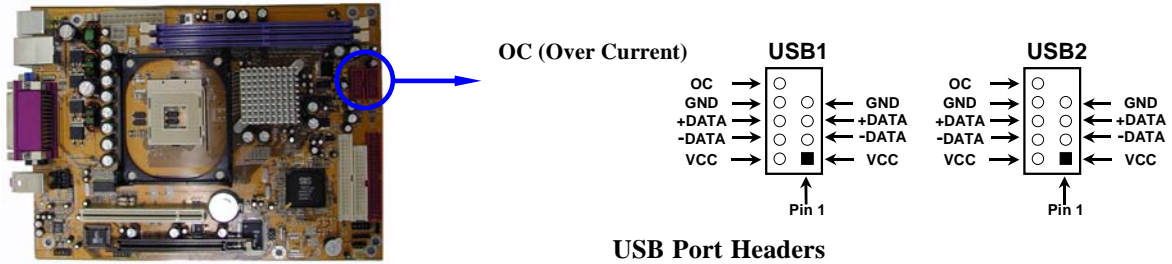 OC (Over Current)
USB1
OC
GND GND
+DATA +DATA
-DATA -DATA
VCC VCC
Pin 1
USB2
OC
GND GND
+DATA +DATA
-DATA -DATA
VCC VCC
Pin 1
USB Port Headers